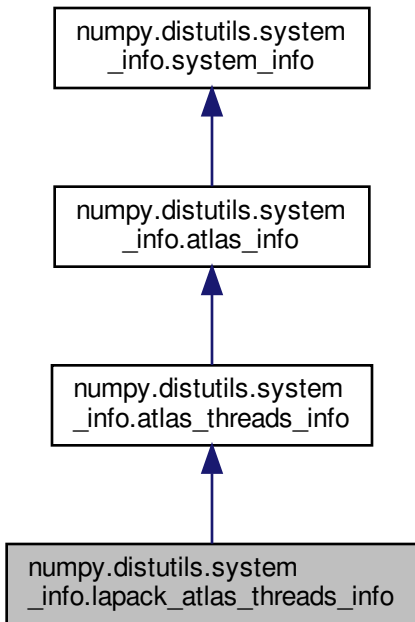 numpy.distutils.system
_info.system_info
numpy.distutils.system
_info.atlas_info
numpy.distutils.system
_info.atlas_threads_info
numpy.distutils.system
_info.lapack_atlas_threads_info